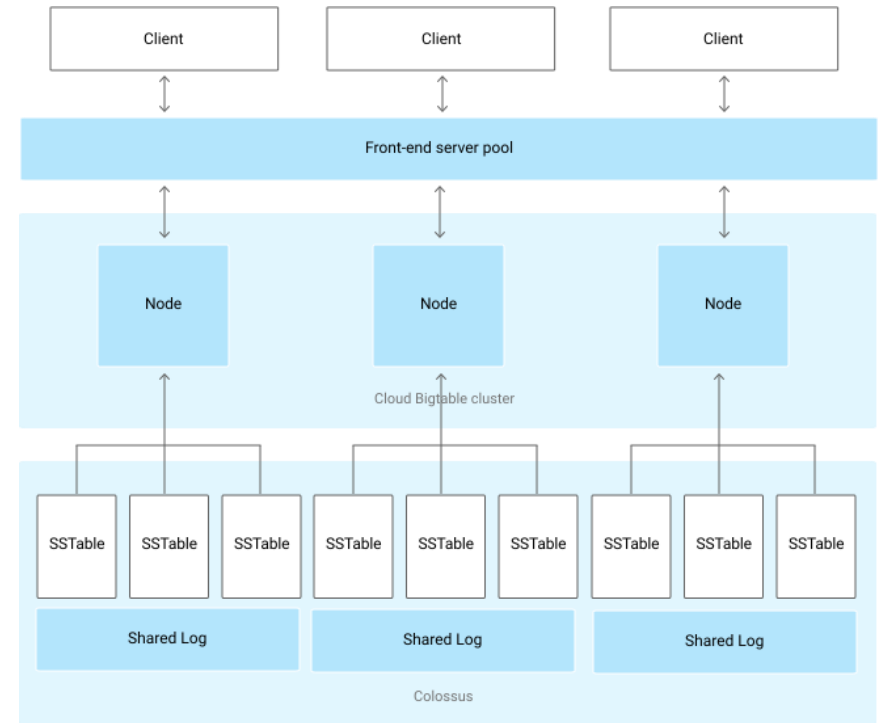 Client
Client
Client
Front-end server pool
Node
Node
Node
Cloud Bigtable cluster
SSTable
SSTable
SSTable
SSTable
SSTable
SSTable
SSTable
SSTable
SSTable
Shared Log
Shared Log
Shared Log
Colossus